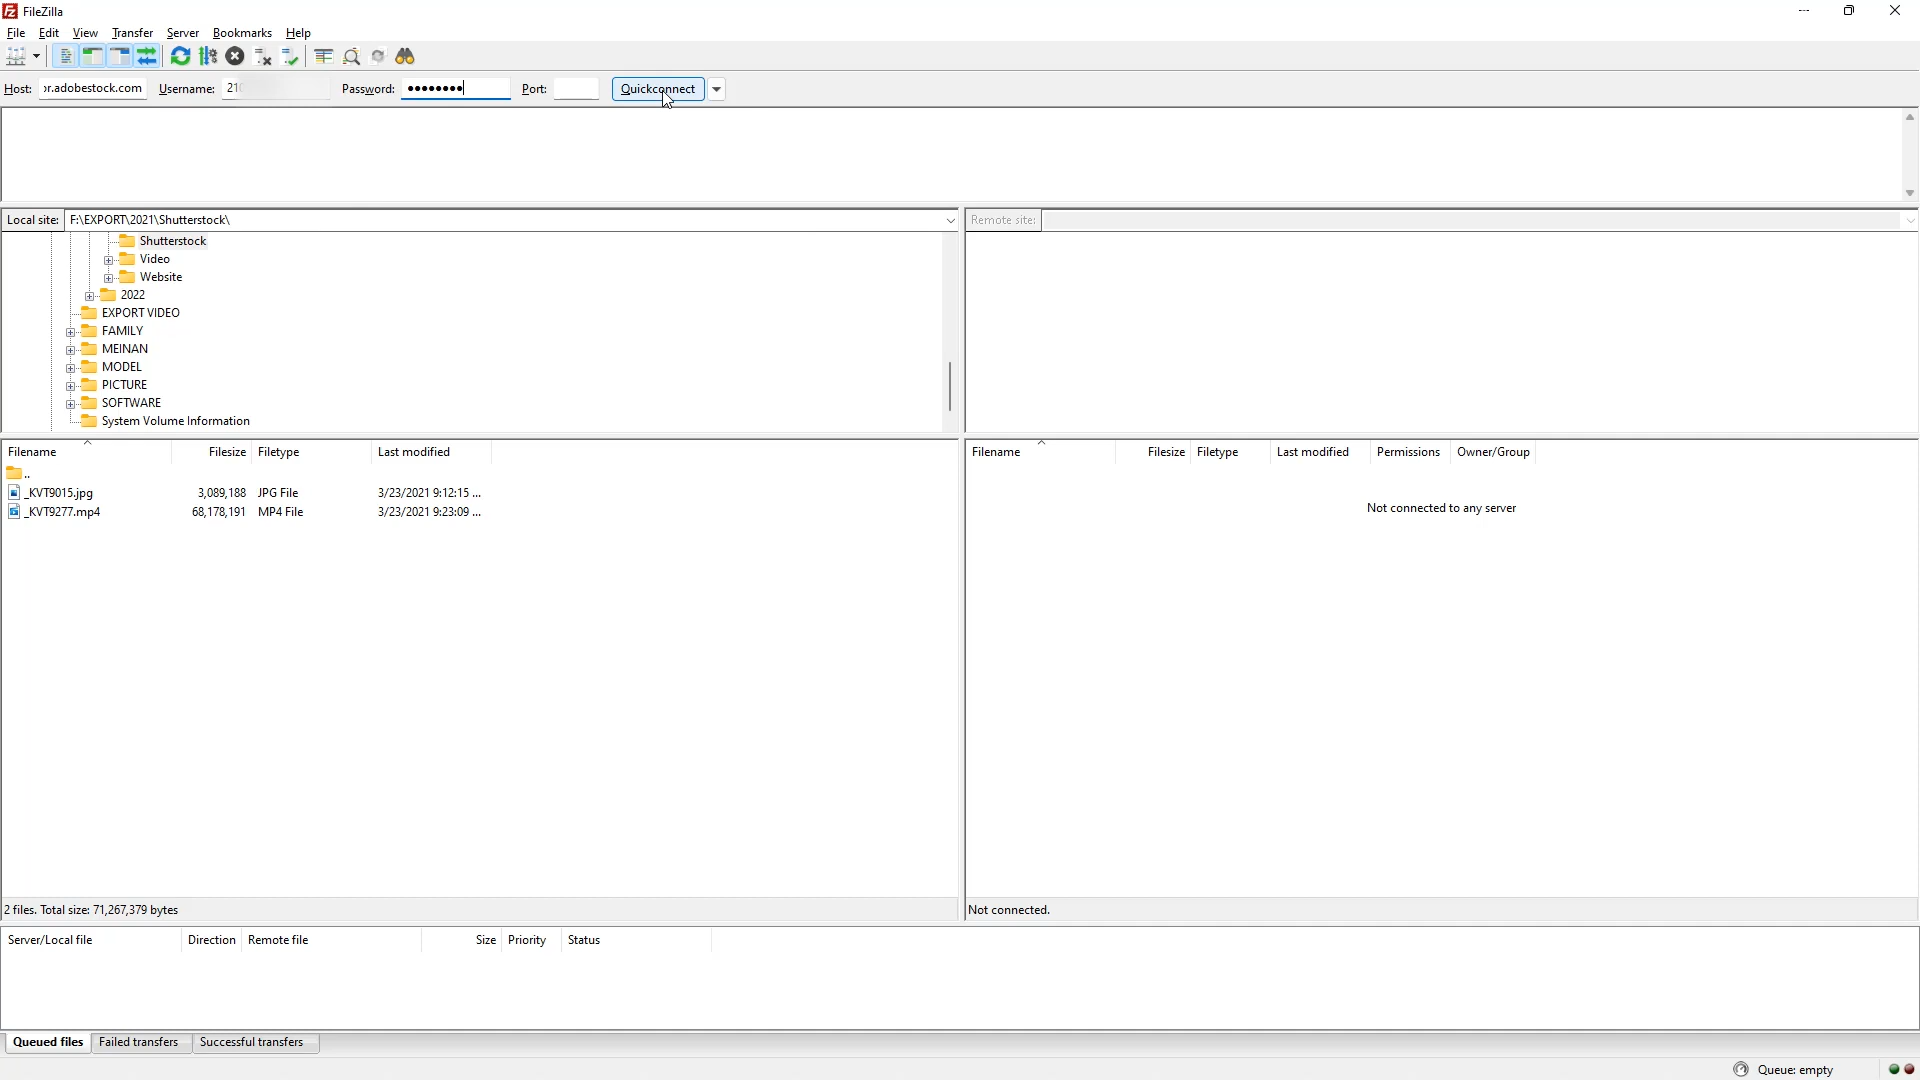 FileZilla
File Edit View Transfer Server Bookmarks Help
Host: or.adobestock.com Username: 210 Password: ●●●●●●●● Port: Quickconnect
Local site: F:\EXPORT\2021\Shutterstock\ Remote site:
Shutterstock
Video
Website
2022
EXPORT VIDEO
FAMILY
MEINAN
MODEL
PICTURE
SOFTWARE
System Volume Information
Filename Filesize Filetype Last modified
..
_KVT9015.jpg 3,089,188 JPG File 3/23/2021 9:12:15 ...
_KVT9277.mp4 68,178,191 MP4 File 3/23/2021 9:23:09 ...
2 files. Total size: 71,267,379 bytes
Filename Filesize Filetype Last modified Permissions Owner/Group
Not connected to any server
Not connected.
Server/Local file Direction Remote file Size Priority Status
Queued files Failed transfers Successful transfers
Queue: empty